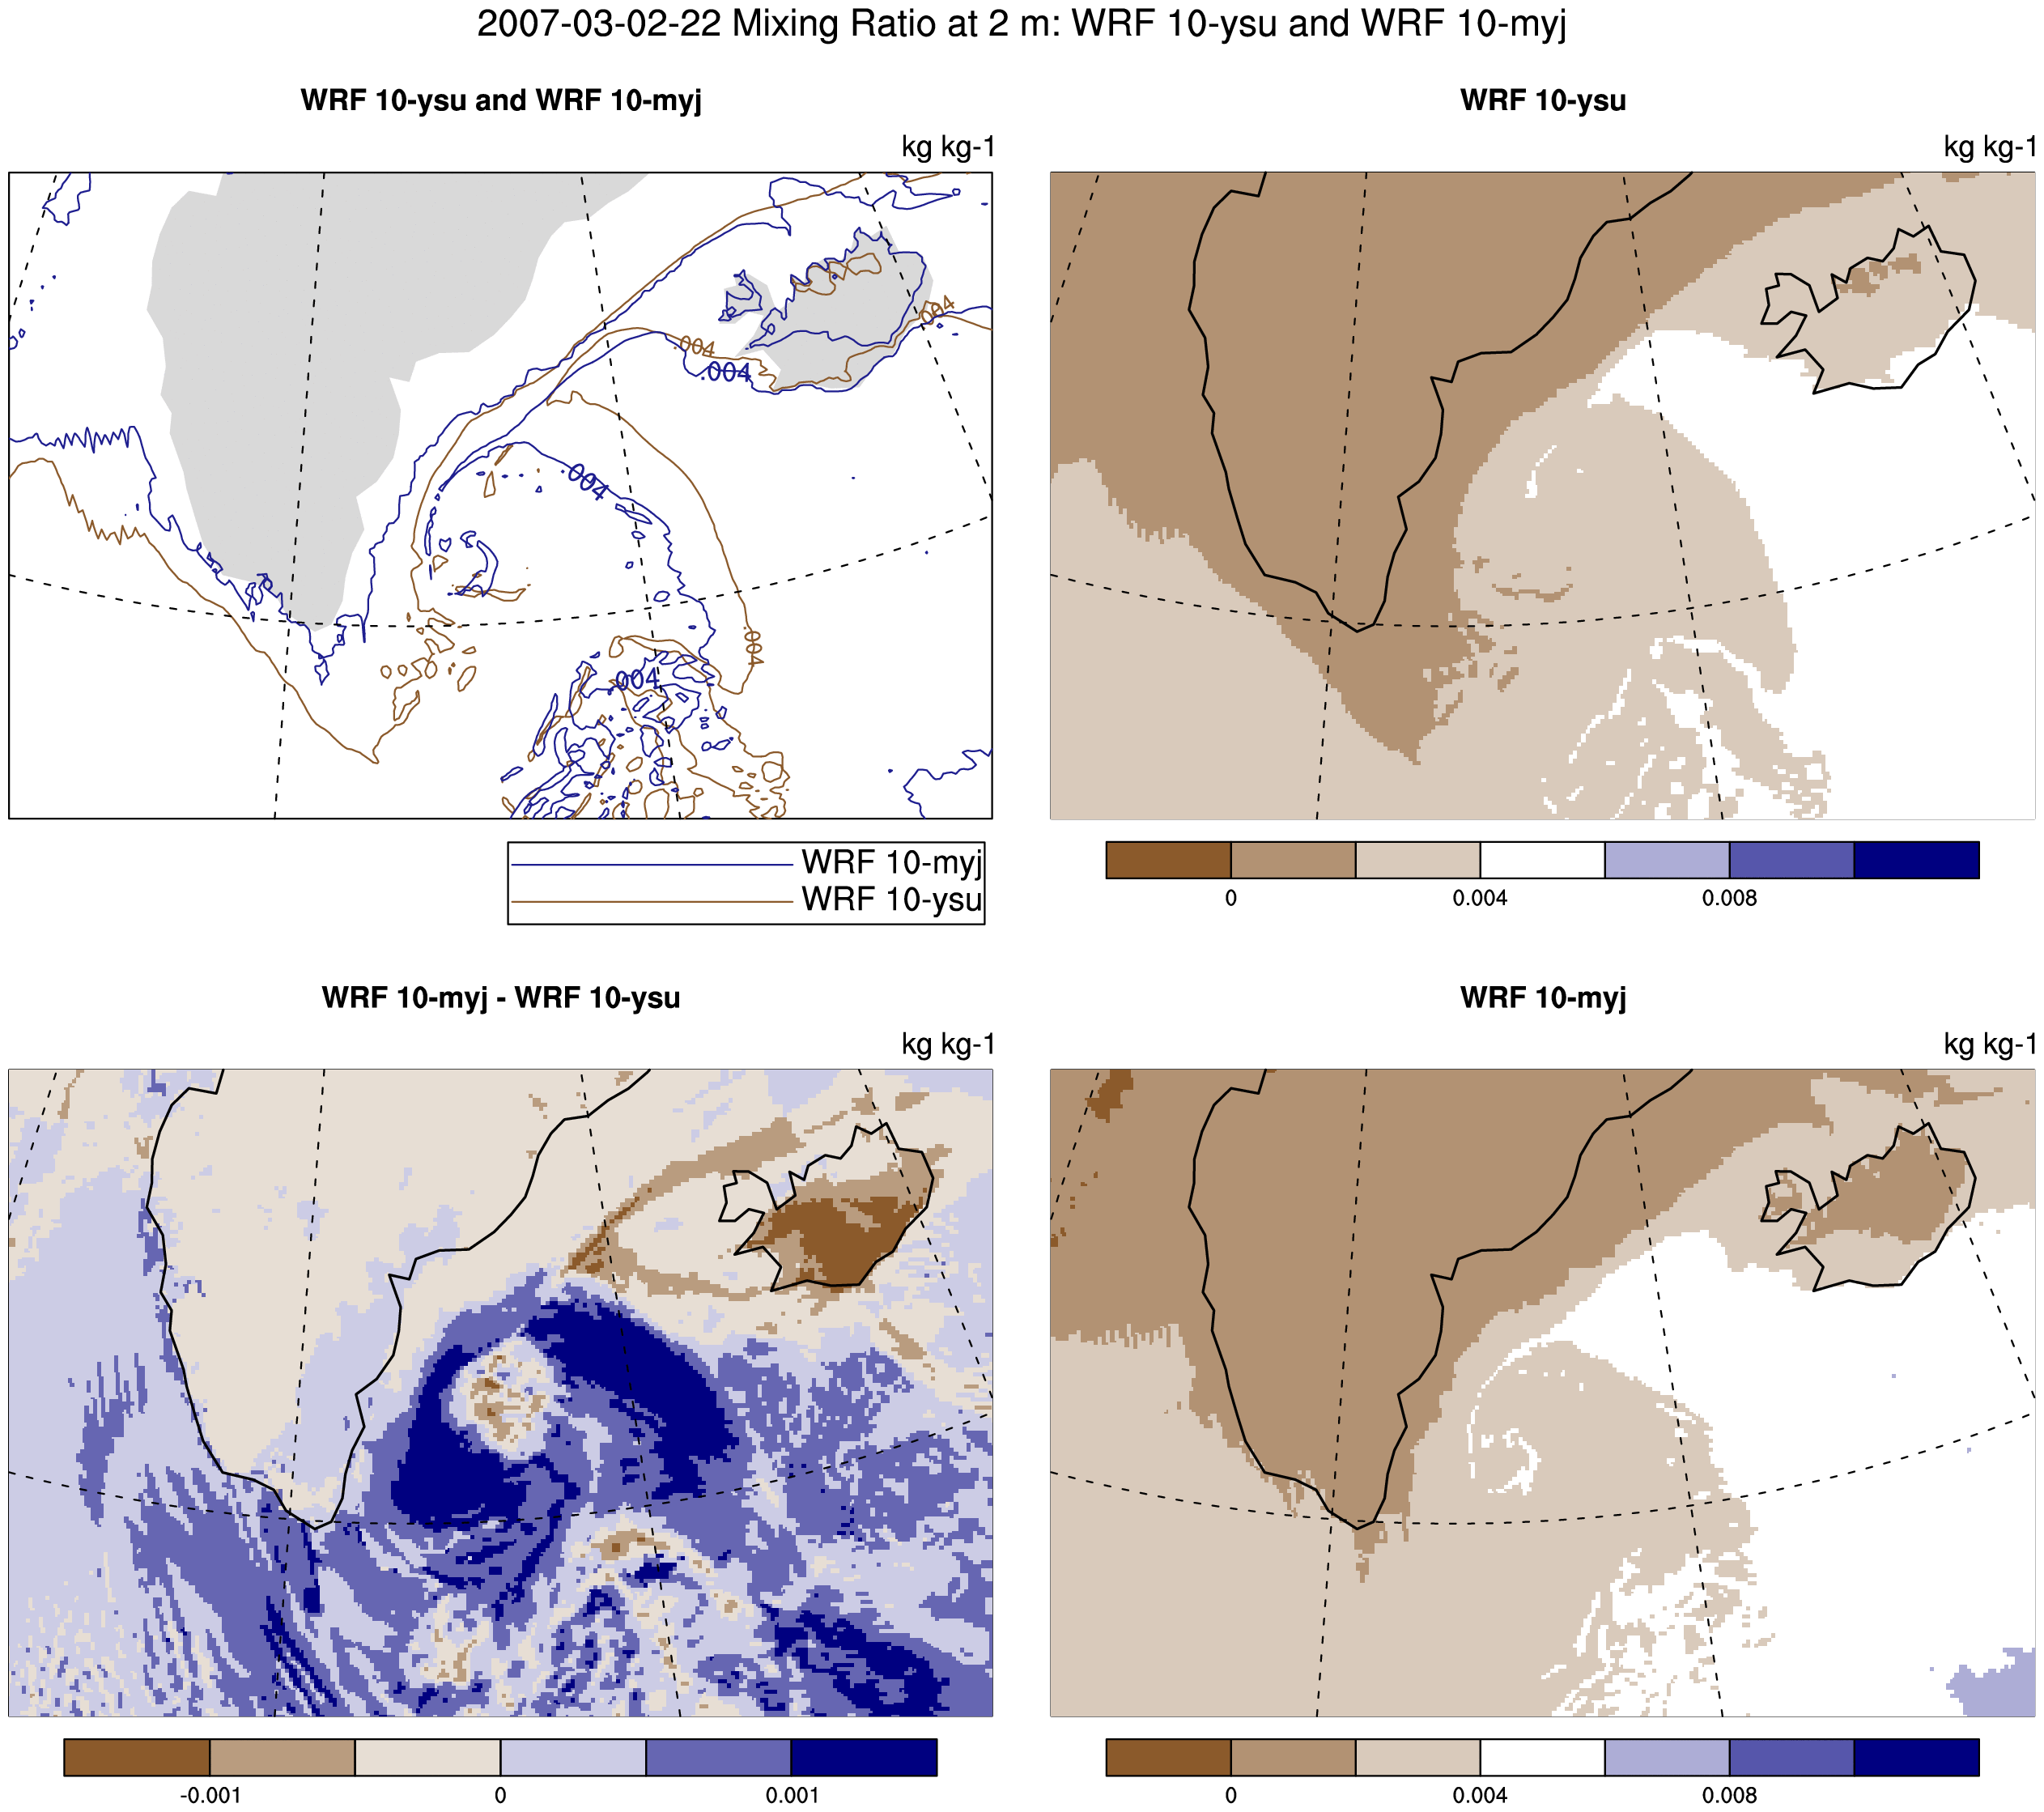 2007-03-02-22 Mixing Ratio at 2 m: WRF 10-ysu and WRF 10-myj
WRF 10-ysu and WRF 10-myj
kg kg-1
.004
.004
.004
.004
.004
.004
WRF 10-myj
WRF 10-ysu
WRF 10-ysu
kg kg-1
0
0.004
0.008
WRF 10-myj - WRF 10-ysu
kg kg-1
-0.001
0
0.001
WRF 10-myj
kg kg-1
0
0.004
0.008